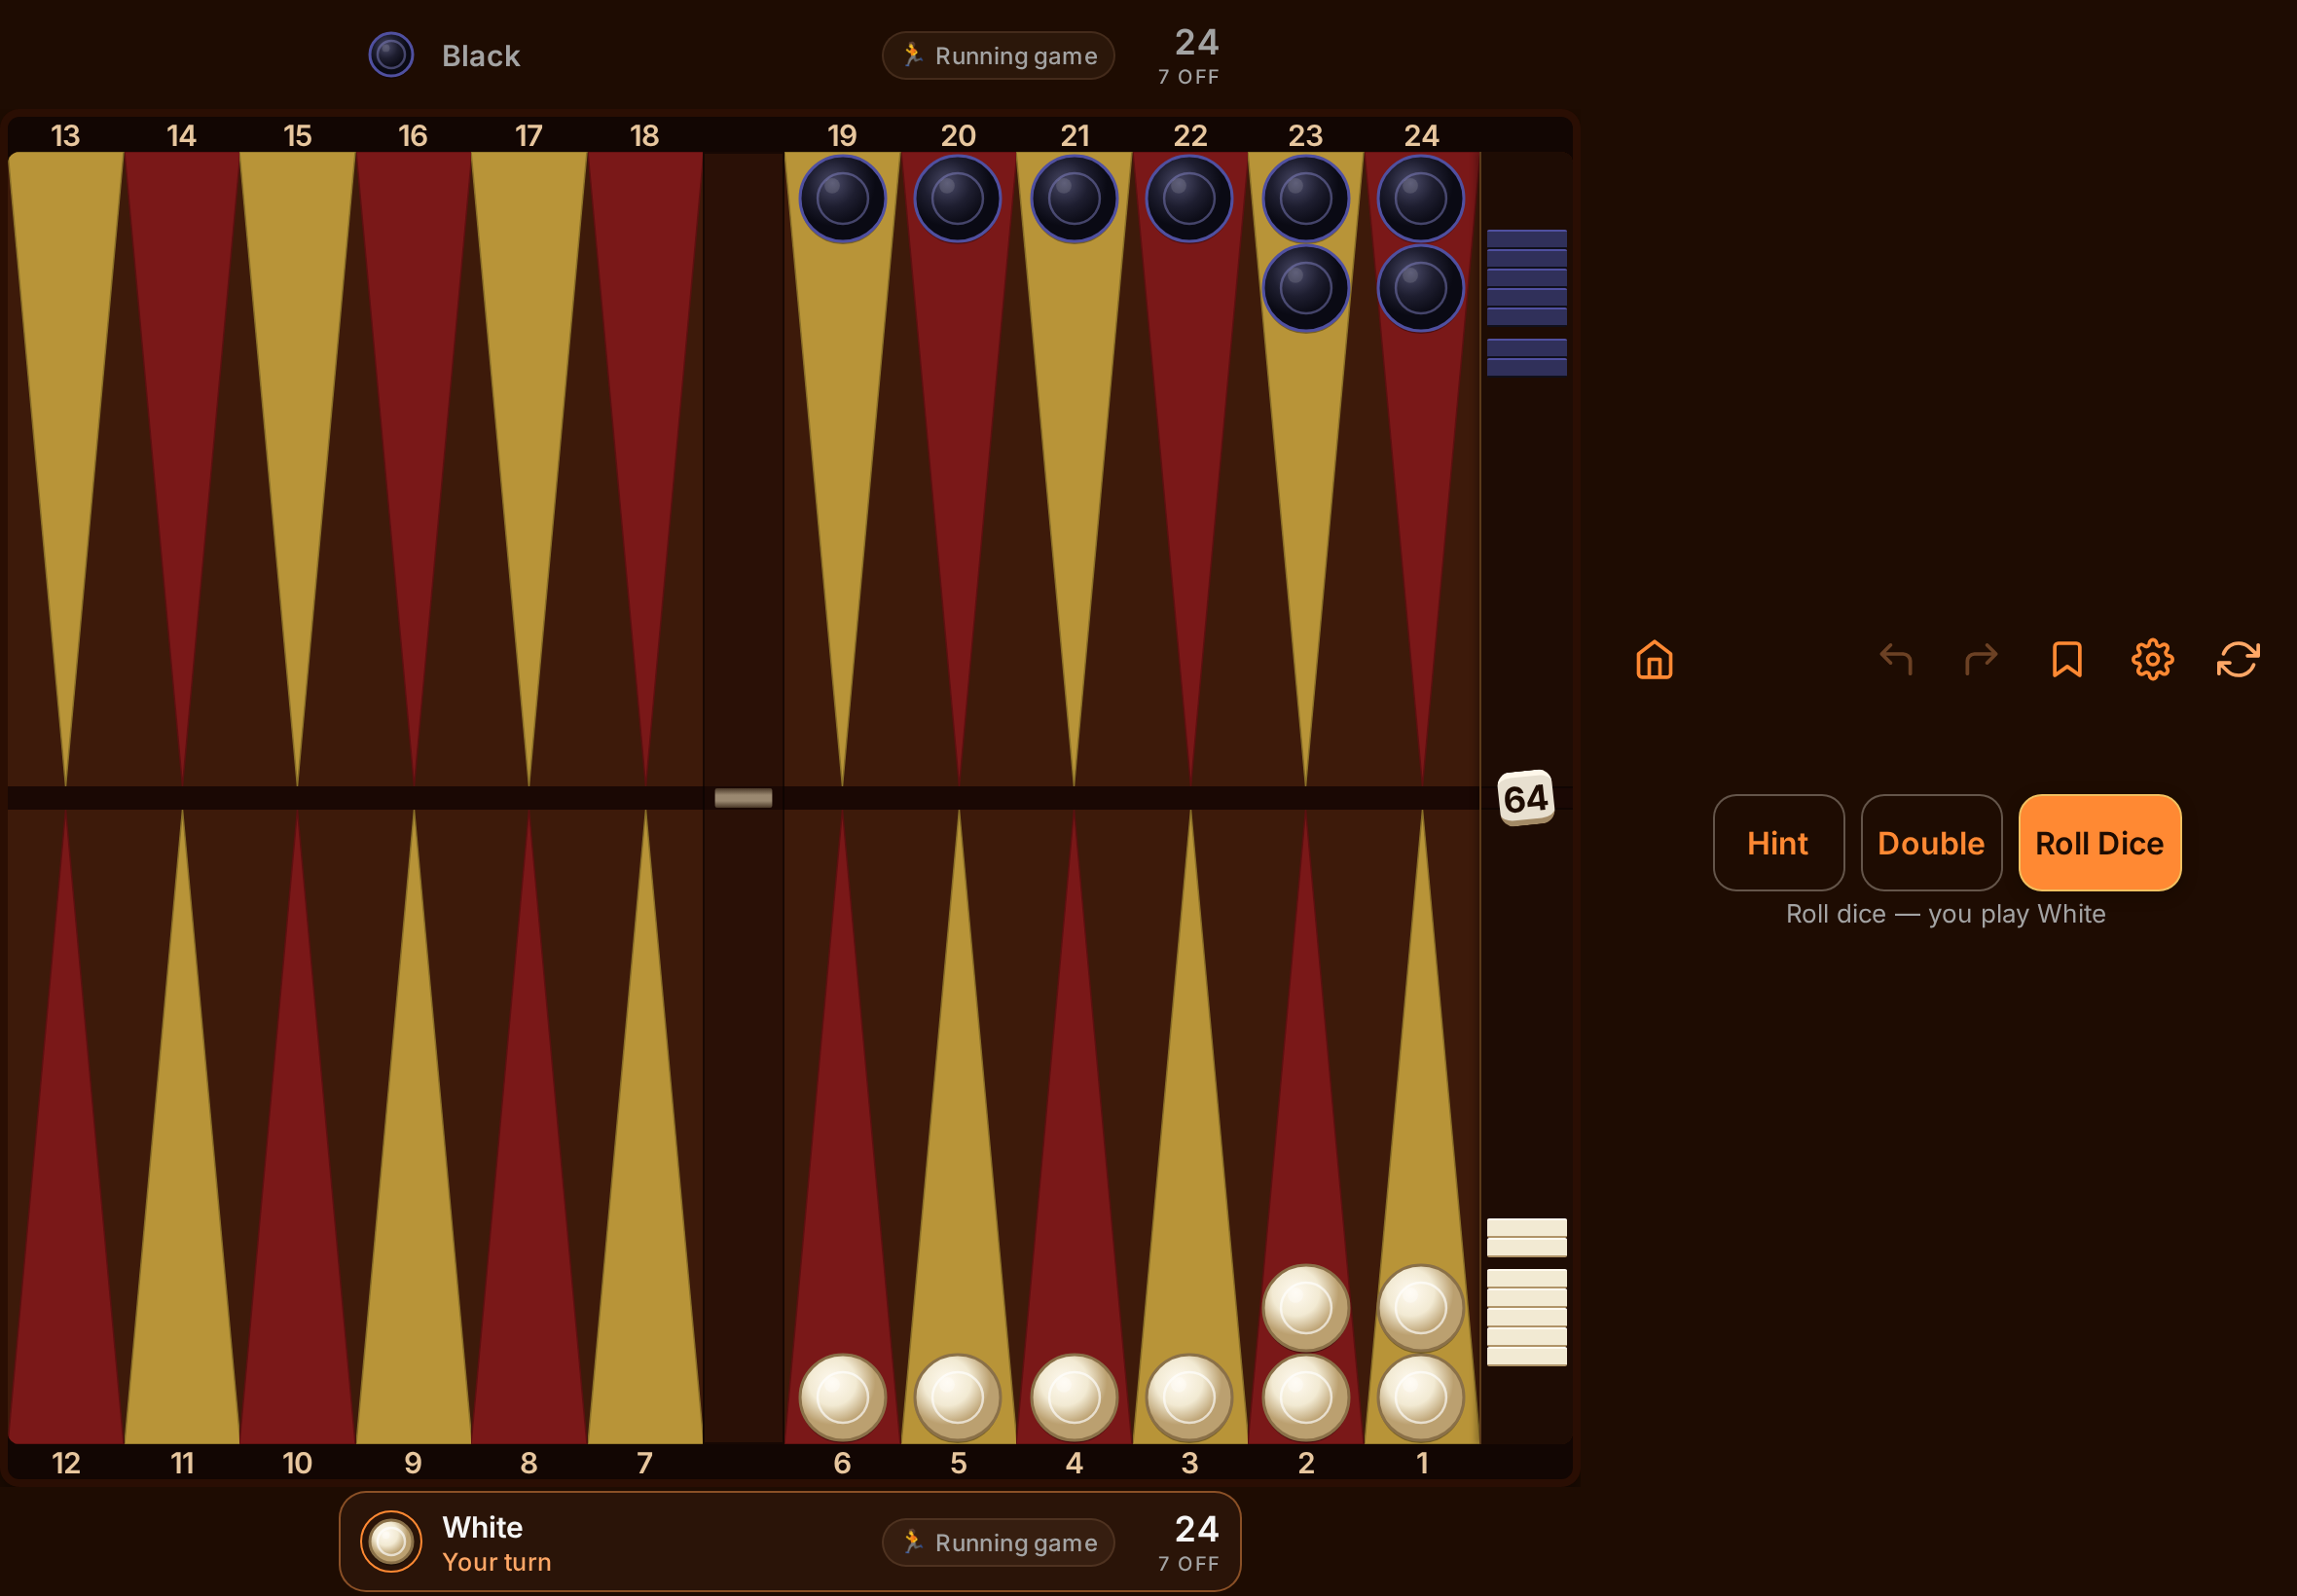 Black
Running game
24
7 OFF
13 14 15 16 17 18 19 20 21 22 23 24
64
Hint
Double
Roll Dice
Roll dice — you play White
12 11 10 9 8 7 6 5 4 3 2 1
White
Your turn
Running game
24
7 OFF